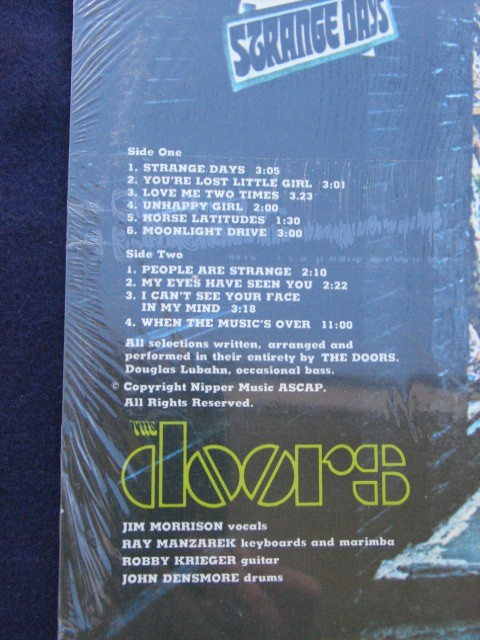 STRANGE DAYS
Side One
1. STRANGE DAYS 3:05
2. YOU'RE LOST LITTLE GIRL 3:01
3. LOVE ME TWO TIMES 3.23
4. UNHAPPY GIRL 2:00
5. HORSE LATITUDES 1:30
6. MOONLIGHT DRIVE 3:00
Side Two
1. PEOPLE ARE STRANGE 2:10
2. MY EYES HAVE SEEN YOU 2:22
3. I CAN'T SEE YOUR FACE
IN MY MIND 3:18
4. WHEN THE MUSIC'S OVER 11:00
All selections written, arranged and
performed in their entirety by THE DOORS.
Douglas Lubahn, occasional bass.
© Copyright Nipper Music ASCAP.
All Rights Reserved.
THE
doors
JIM MORRISON vocals
RAY MANZAREK keyboards and marimba
ROBBY KRIEGER guitar
JOHN DENSMORE drums